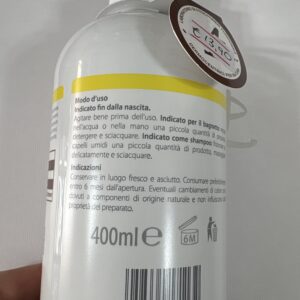 €13,90
Modo d'uso
Indicato fin dalla nascita.
Agitare bene prima dell'uso. Indicato per il bagnetto
nell'acqua o nella mano una piccola quantità di
detergere e sciacquare. Indicato come shampoo
capelli umidi una piccola quantità di prodotto,
delicatamente e sciacquare.
Indicazioni
Conservare in luogo fresco e asciutto. Consumare
entro 6 mesi dall'apertura. Eventuali cambiamenti di
dovuti a componenti di origine naturale e non
proprietà del preparato.
400ml e
6M